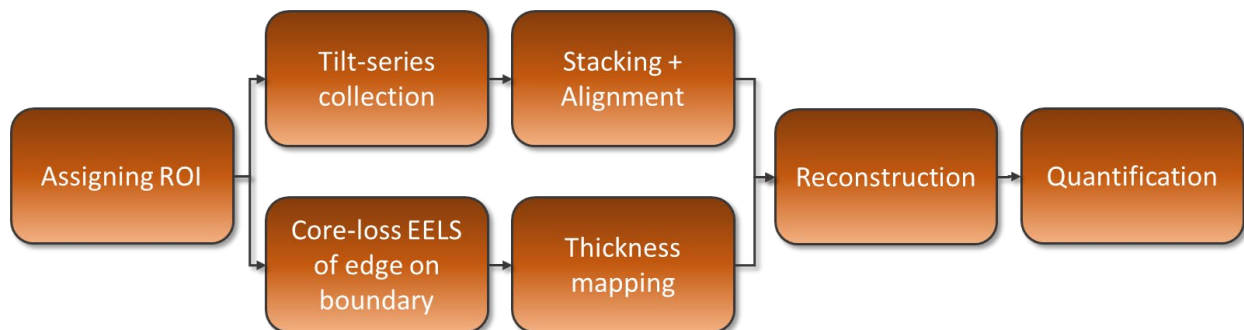 Assigning ROI
Tilt-series
collection
Stacking +
Alignment
Core-loss EELS
of edge on
boundary
Thickness
mapping
Reconstruction
Quantification